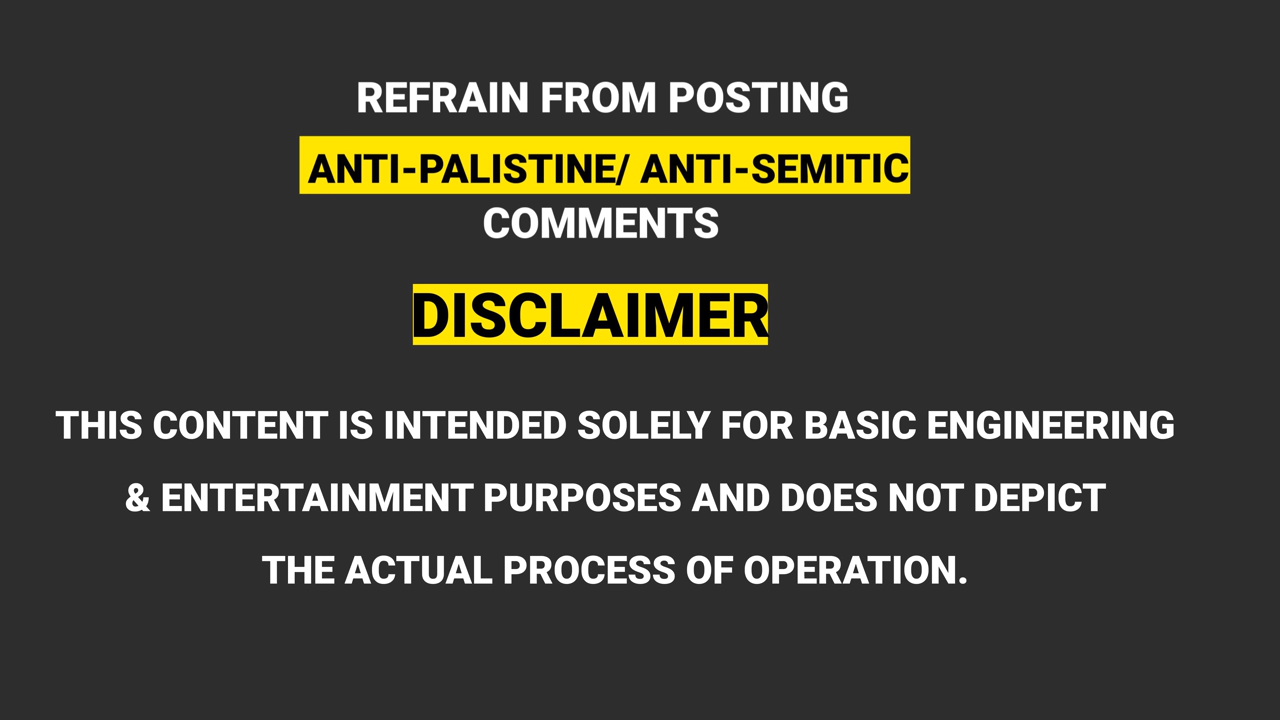 REFRAIN FROM POSTING
ANTI-PALISTINE/ ANTI-SEMITIC
COMMENTS
DISCLAIMER
THIS CONTENT IS INTENDED SOLELY FOR BASIC ENGINEERING
& ENTERTAINMENT PURPOSES AND DOES NOT DEPICT
THE ACTUAL PROCESS OF OPERATION.